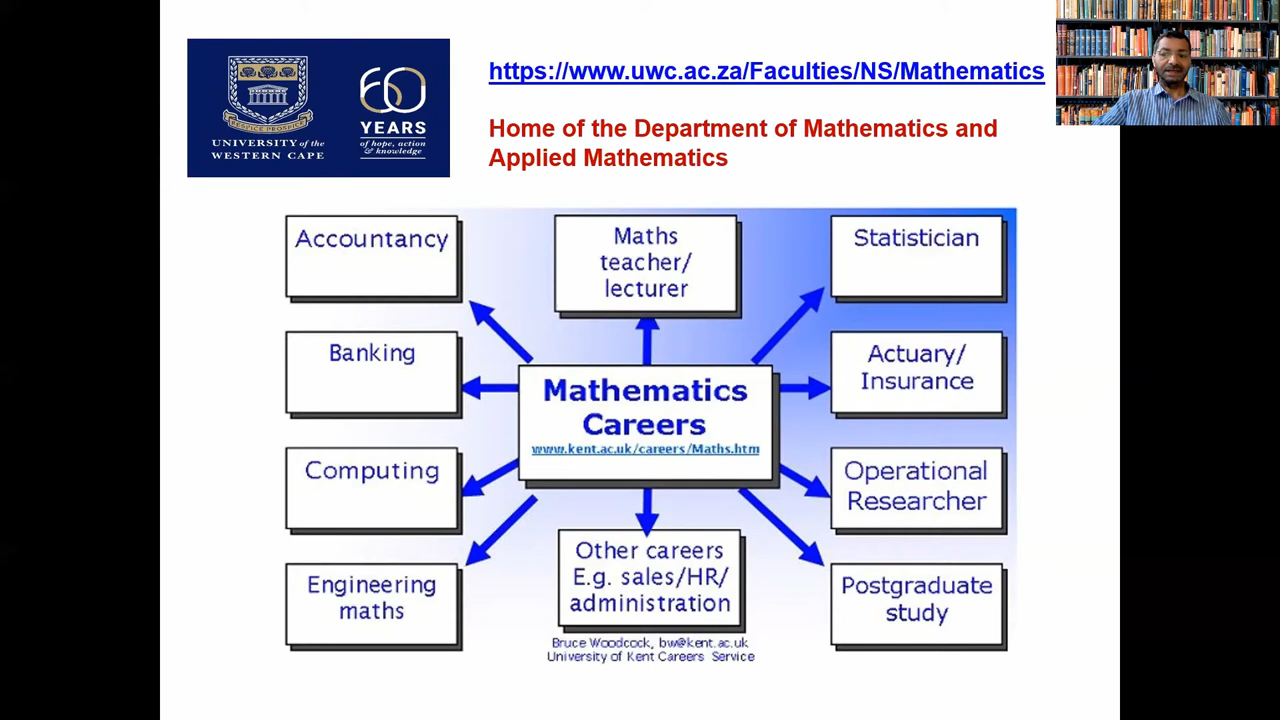 UNIVERSITY of the
WESTERN CAPE
RESPICE PROSPICE
60
YEARS
of hope, action
& knowledge
https://www.uwc.ac.za/Faculties/NS/Mathematics
Home of the Department of Mathematics and
Applied Mathematics
Accountancy
Maths
teacher/
lecturer
Statistician
Banking
Actuary/
Insurance
Mathematics
Careers
www.kent.ac.uk/careers/Maths.htm
Computing
Operational
Researcher
Engineering
maths
Other careers
E.g. sales/HR/
administration
Postgraduate
study
Bruce Woodcock, bw@kent.ac.uk
University of Kent Careers Service